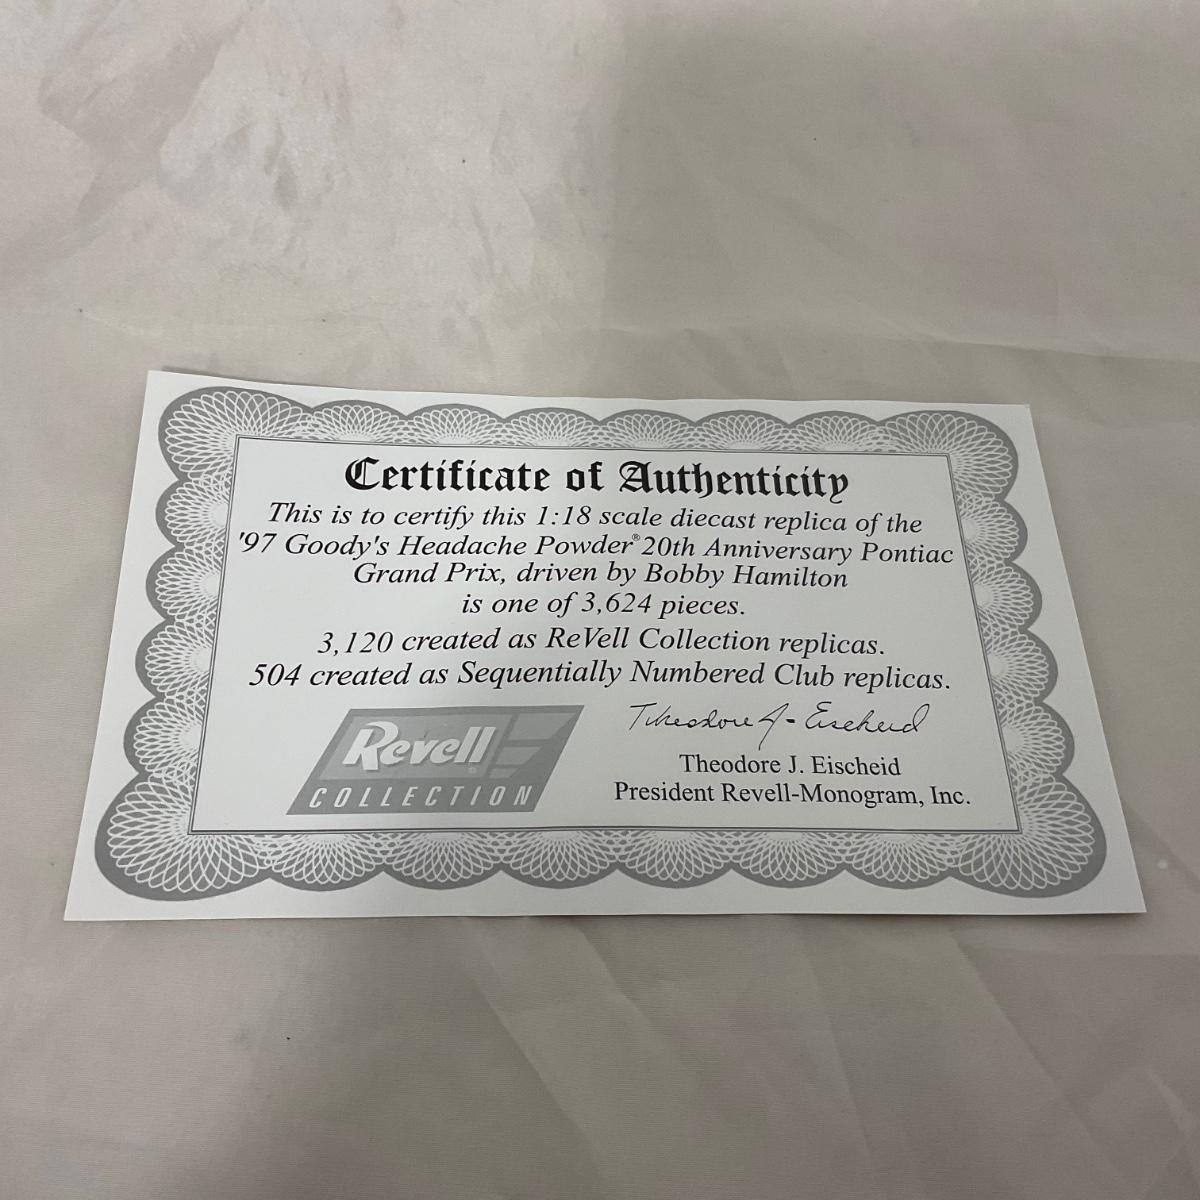 Certificate of Authenticity
This is to certify this 1:18 scale diecast replica of the
'97 Goody's Headache Powder® 20th Anniversary Pontiac
Grand Prix, driven by Bobby Hamilton
is one of 3,624 pieces.
3,120 created as ReVell Collection replicas.
504 created as Sequentially Numbered Club replicas.
Revell®
COLLECTION
Theodore J. Eischeid
Theodore J. Eischeid
President Revell-Monogram, Inc.